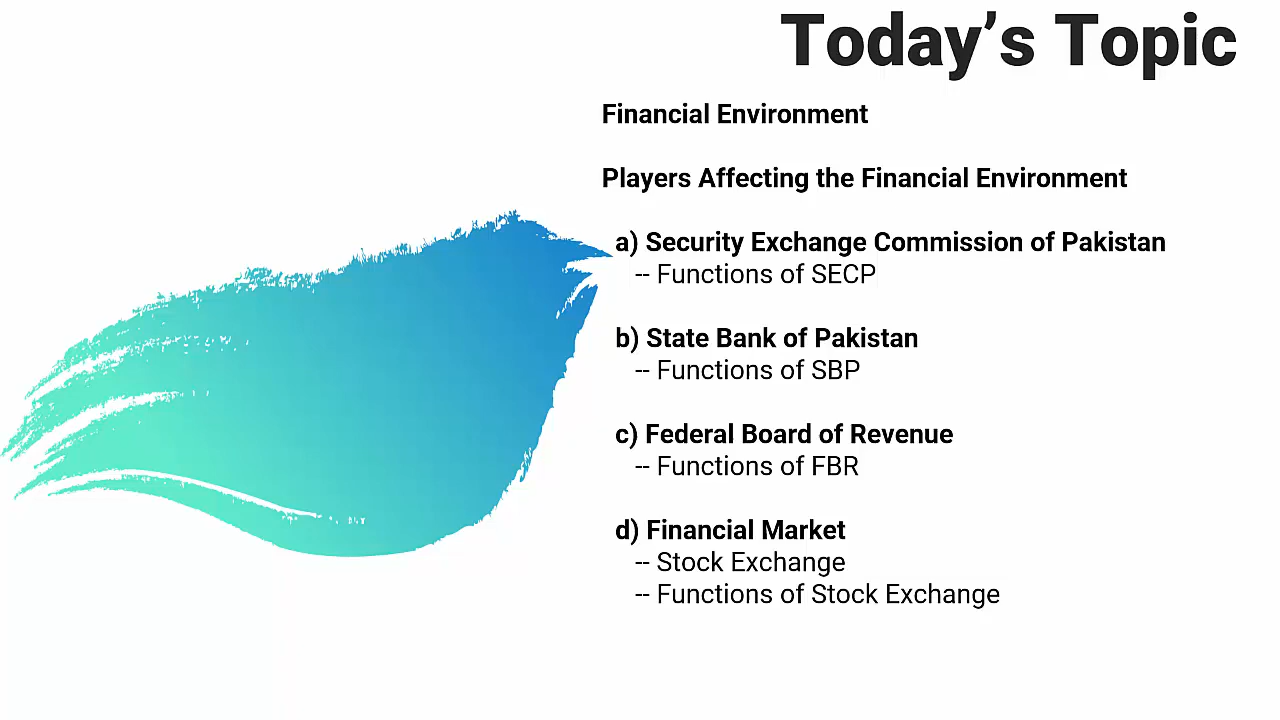 Today’s Topic
Financial Environment
Players Affecting the Financial Environment
a) Security Exchange Commission of Pakistan
-- Functions of SECP
b) State Bank of Pakistan
-- Functions of SBP
c) Federal Board of Revenue
-- Functions of FBR
d) Financial Market
-- Stock Exchange
-- Functions of Stock Exchange